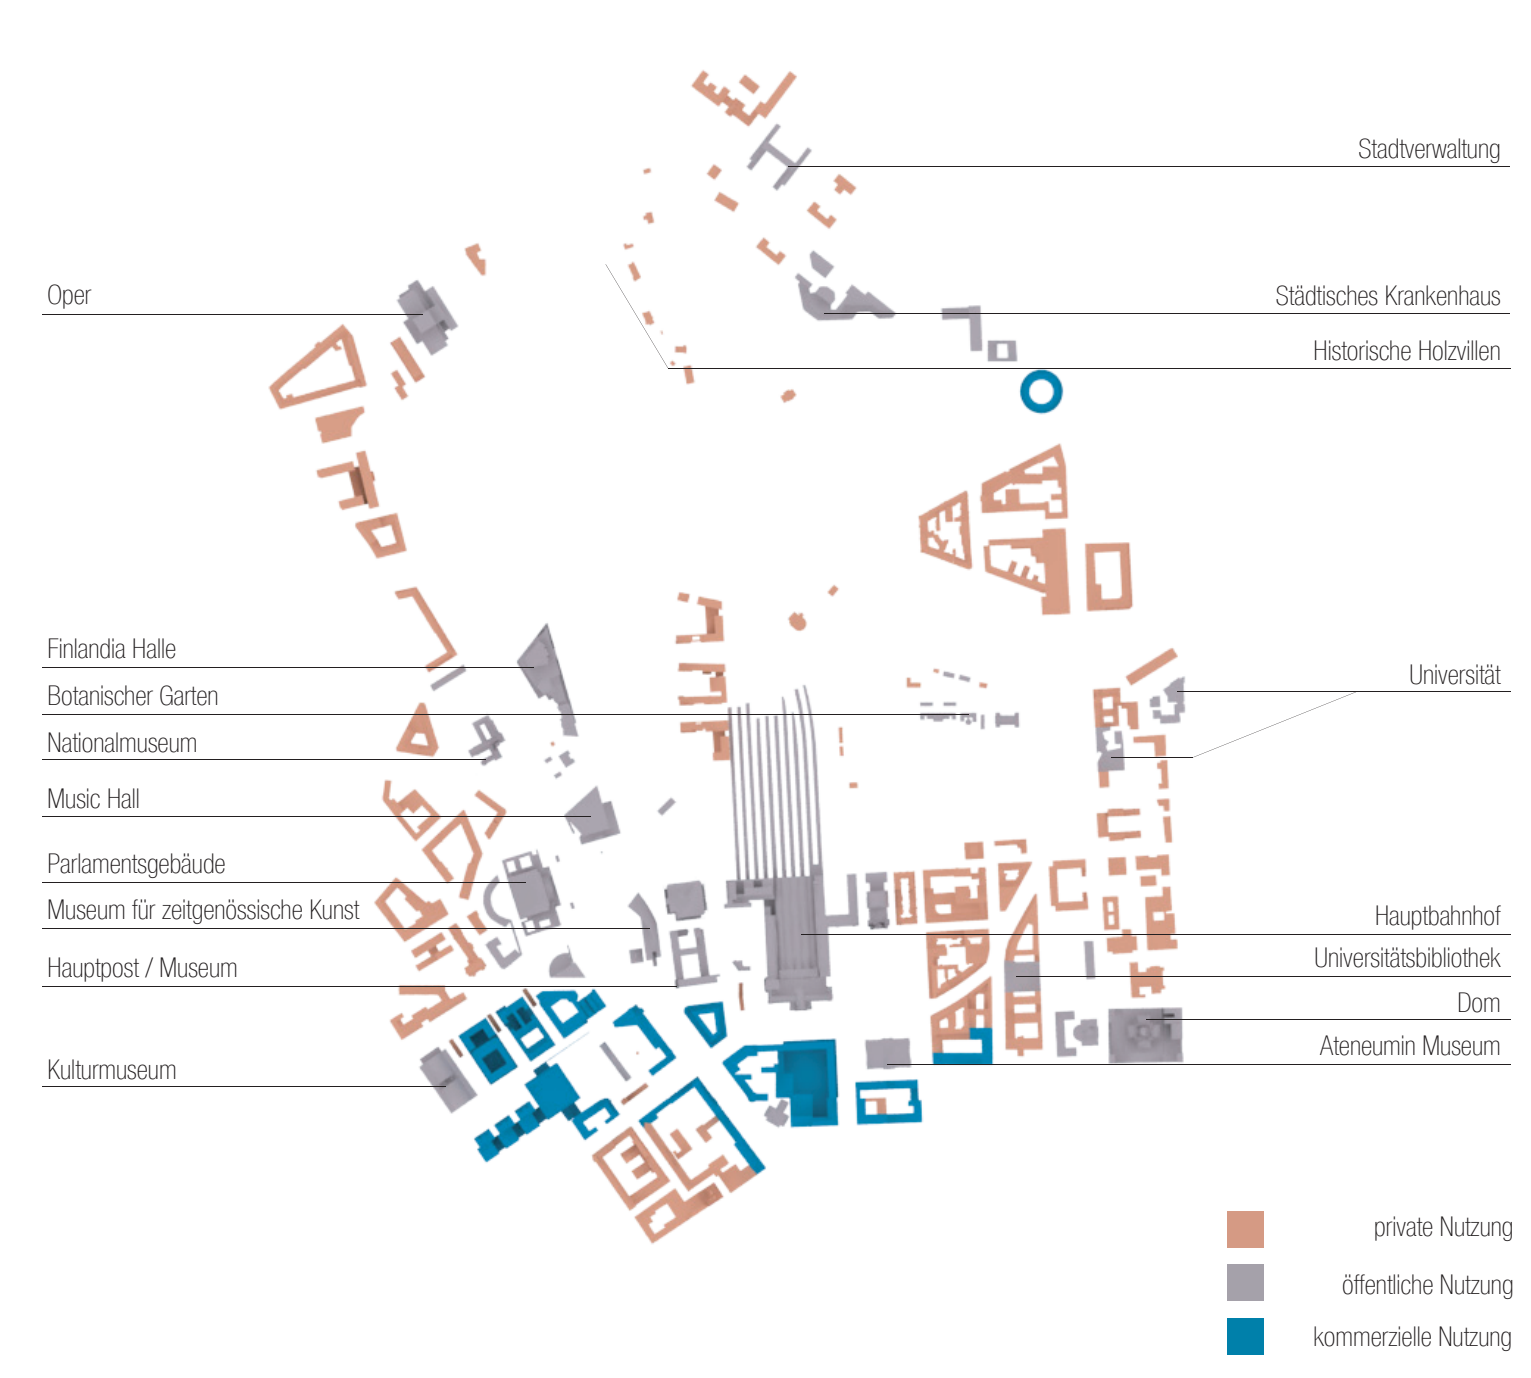 Stadtverwaltung
Oper
Städtisches Krankenhaus
Historische Holzvillen
Finlandia Halle
Universität
Botanischer Garten
Nationalmuseum
Music Hall
Parlamentsgebäude
Museum für zeitgenössische Kunst
Hauptbahnhof
Universitätsbibliothek
Hauptpost / Museum
Dom
Ateneumin Museum
Kulturmuseum
private Nutzung
öffentliche Nutzung
kommerzielle Nutzung